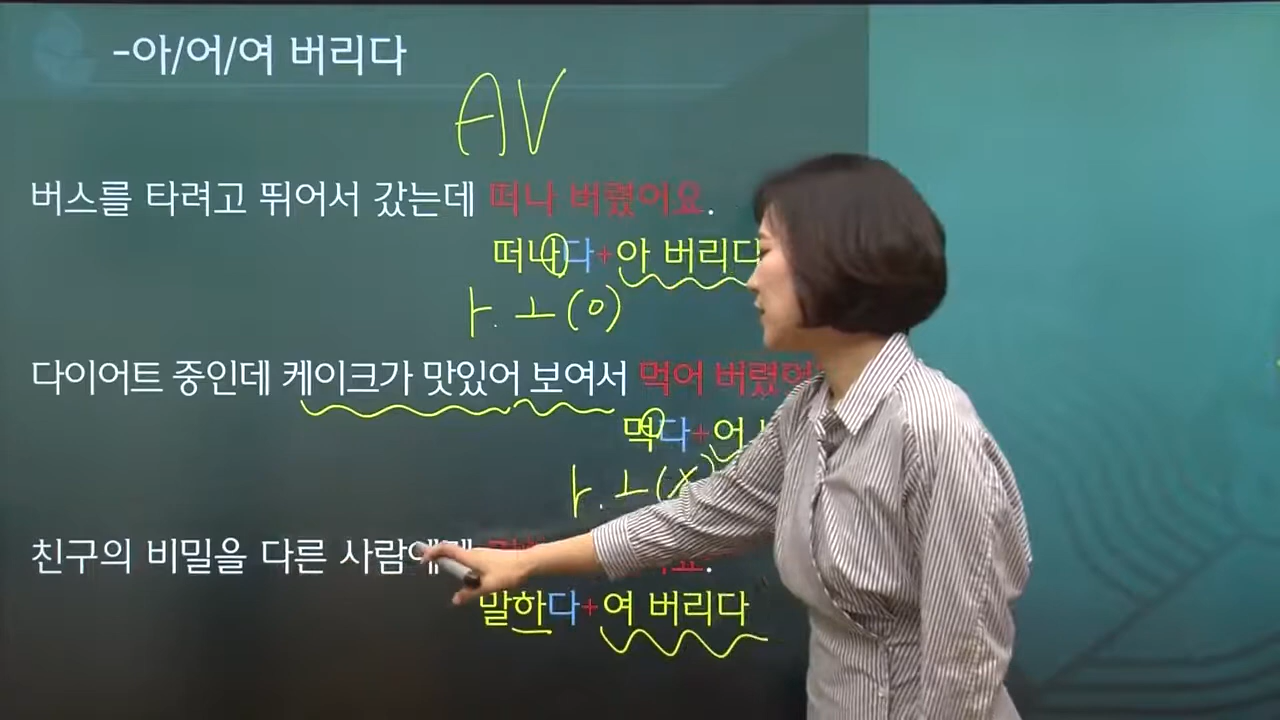 -아/어/여 버리다
AV
버스를 타려고 뛰어서 갔는데 떠나 버렸어요.
떠나다+아 버리다
ㅏ.ㅗ(o)
다이어트 중인데 케이크가 맛있어 보여서 먹어 버렸어
먹다+어
ㅏ.ㅗ(x)
친구의 비밀을 다른 사람에게
말하다+여 버리다